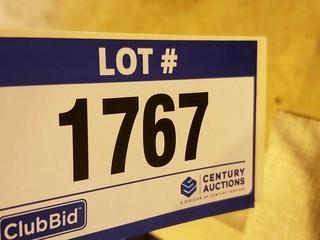 LOT #
1767
CENTURY
AUCTIONS
A DIVISION OF CENTURY SERVICES
ClubBid